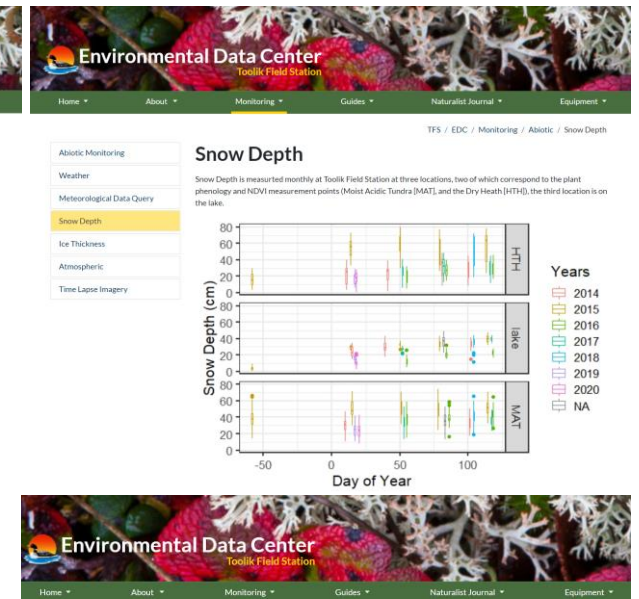 Environmental Data Center
Toolik Field Station
Home About Monitoring Guides Naturalist Journal Equipment
TFS / EDC / Monitoring / Abiotic / Snow Depth
Abiotic Monitoring
Weather
Meteorological Data Query
Snow Depth
Ice Thickness
Atmospheric
Time Lapse Imagery
Snow Depth
Snow Depth is measurted monthly at Toolik Field Station at three locations, two of which correspond to the plant
phenology and NDVI measurement points (Moist Acidic Tundra [MAT], and the Dry Heath [HTH]), the third location is on
the lake.
Snow Depth (cm)
80
60
40
20
0
HTH
80
60
40
20
0
lake
80
60
40
20
0
MAT
-50 0 50 100
Day of Year
Years
2014
2015
2016
2017
2018
2019
2020
NA
Environmental Data Center
Toolik Field Station
Home About Monitoring Guides Naturalist Journal Equipment